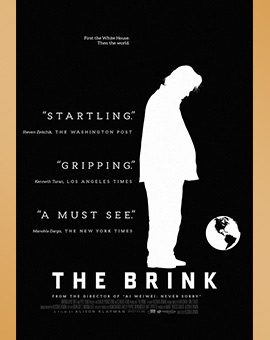 First the White House.
Then the world.
"STARTLING."
Steven Zeitchik, THE WASHINGTON POST
"GRIPPING."
Kenneth Turan, LOS ANGELES TIMES
"A MUST SEE."
Manohla Dargis, THE NEW YORK TIMES
THE BRINK
FROM THE DIRECTOR OF "AI WEIWEI: NEVER SORRY"
A FILM BY ALISON KLAYMAN